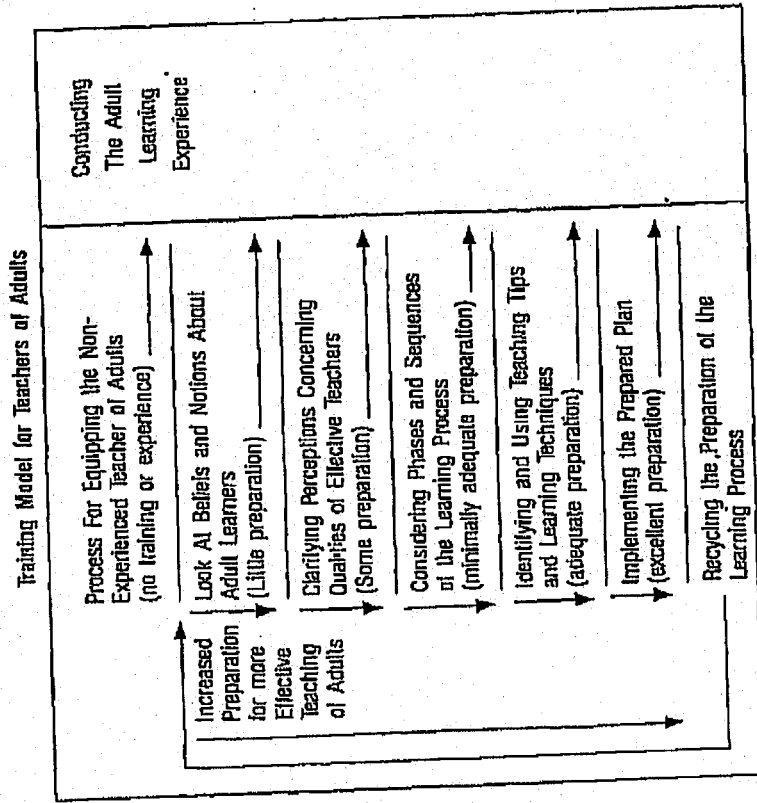 Training Model for Teachers of Adults
Process For Equipping the Non-
Experienced Teacher of Adults
(no training or experience)
Conducting
The Adult
Learning
Experience
Increased
Preparation
for more
Effective
Teaching
of Adults
Look At Beliefs and Notions About
Adult Learners
(Little preparation)
Clarifying Perceptions Concerning
Qualities of Effective Teachers
(Some preparation)
Considering Phases and Sequences
of the Learning Process
(minimally adequate preparation)
Identifying and Using Teaching Tips
and Learning Techniques
(adequate preparation)
Implementing the Prepared Plan
(excellent preparation)
Recycling the Preparation of the
Learning Process